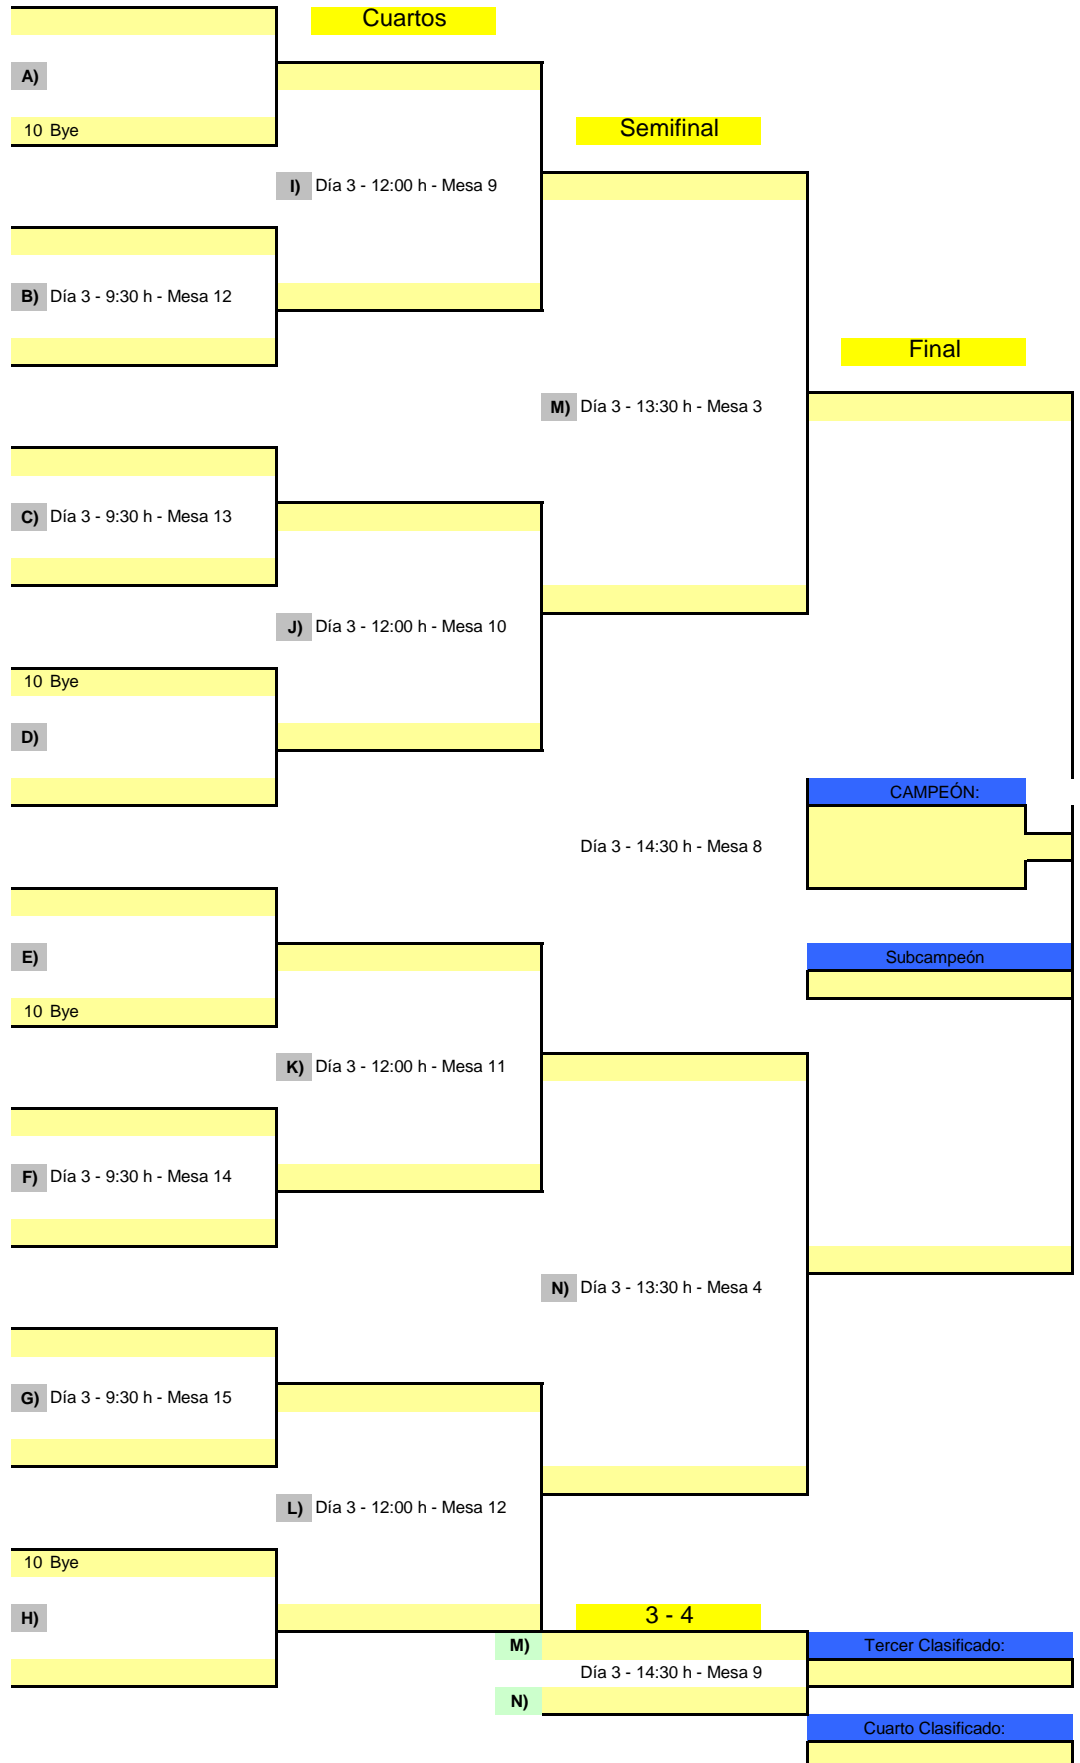 Cuartos
A)
10 Bye
Semifinal
I) Día 3 - 12:00 h - Mesa 9
B) Día 3 - 9:30 h - Mesa 12
Final
M) Día 3 - 13:30 h - Mesa 3
C) Día 3 - 9:30 h - Mesa 13
J) Día 3 - 12:00 h - Mesa 10
10 Bye
D)
CAMPEÓN:
Día 3 - 14:30 h - Mesa 8
E)
Subcampeón
10 Bye
K) Día 3 - 12:00 h - Mesa 11
F) Día 3 - 9:30 h - Mesa 14
N) Día 3 - 13:30 h - Mesa 4
G) Día 3 - 9:30 h - Mesa 15
L) Día 3 - 12:00 h - Mesa 12
10 Bye
H)
3 - 4
M)
Tercer Clasificado:
Día 3 - 14:30 h - Mesa 9
N)
Cuarto Clasificado: